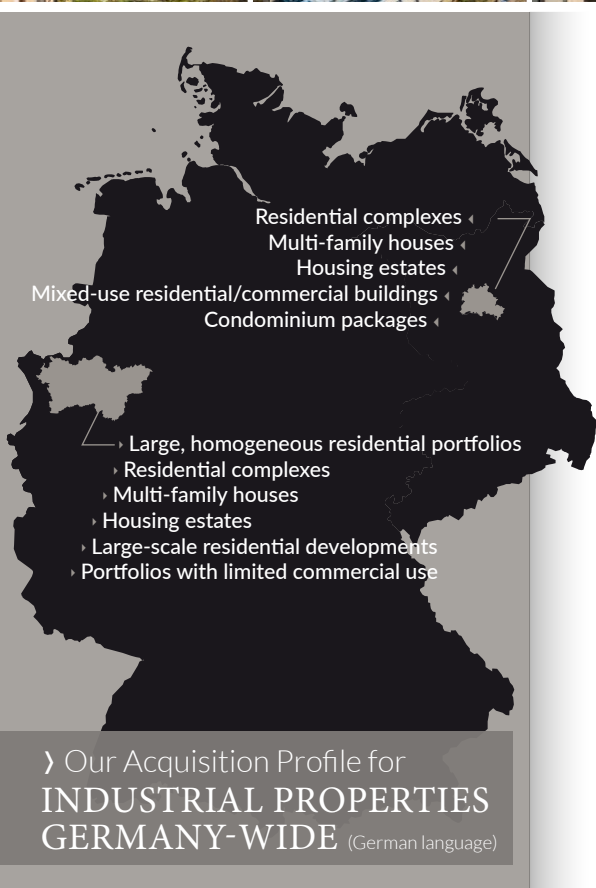 Residential complexes
Multi-family houses
Housing estates
Mixed-use residential/commercial buildings
Condominium packages
Large, homogeneous residential portfolios
Residential complexes
Multi-family houses
Housing estates
Large-scale residential developments
Portfolios with limited commercial use
❭ Our Acquisition Profile for
INDUSTRIAL PROPERTIES
GERMANY-WIDE (German language)